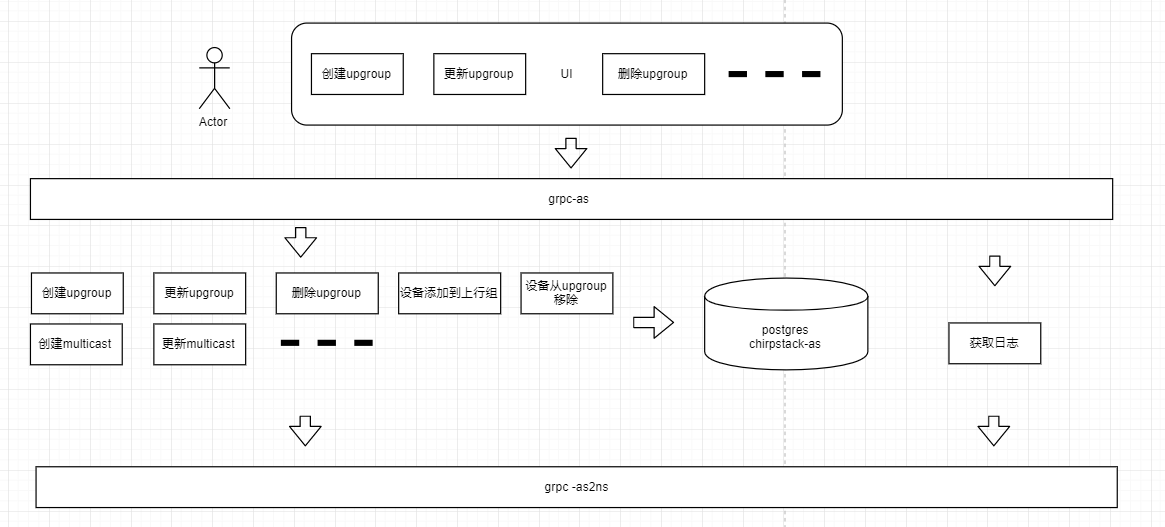 创建upgroup
更新upgroup
UI
删除upgroup
Actor
grpc-as
创建upgroup
更新upgroup
删除upgroup
设备添加到上行组
设备从upgroup
移除
创建multicast
更新multicast
postgres
chirpstack-as
获取日志
grpc -as2ns